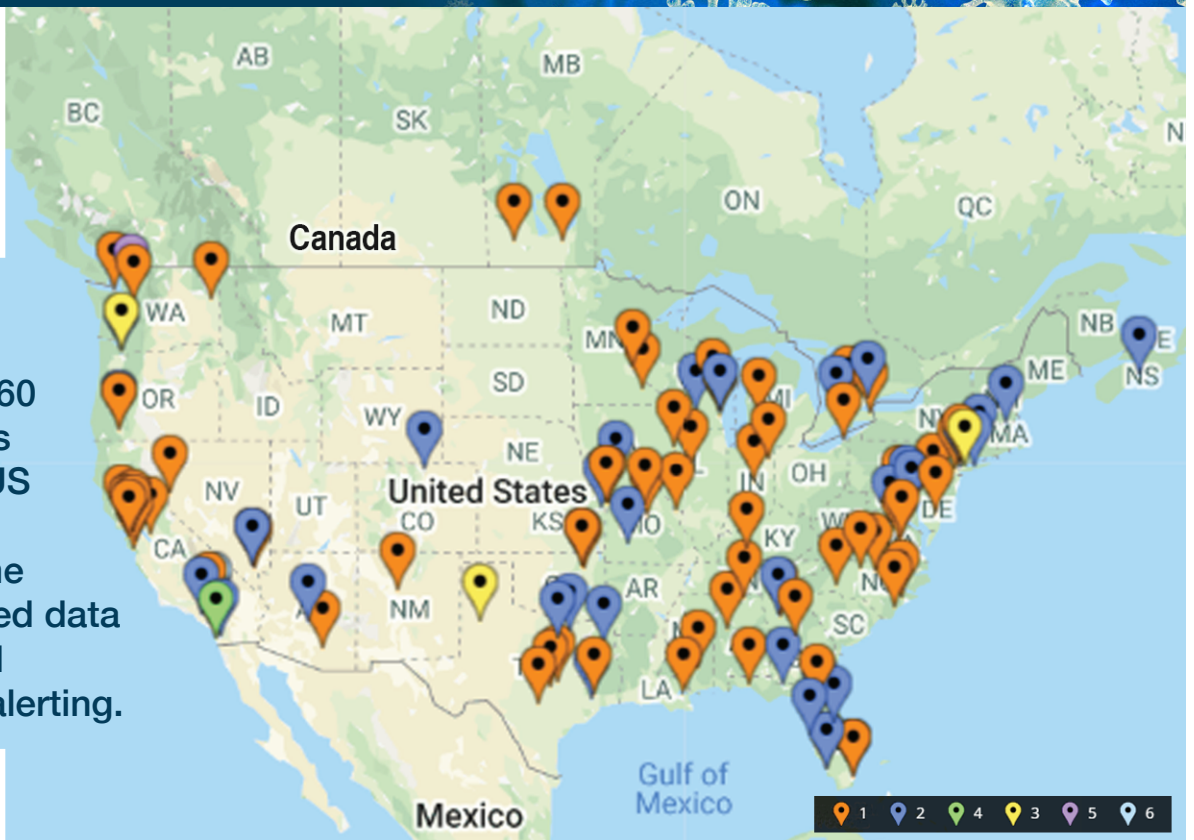 AB
MB
BC
SK
N
ON
QC
Canada
WA
MT
ND
MN
NB
E
ME
NS
60
OR
ID
WY
SD
MI
s
NE
MA
US
NV
UT
United States
IN
OH
CO
KS
MO
DE
CA
KY
ne
ed data
NM
AR
SC
alerting.
LA
Gulf of
Mexico
Mexico
1 2 4 3 5 6